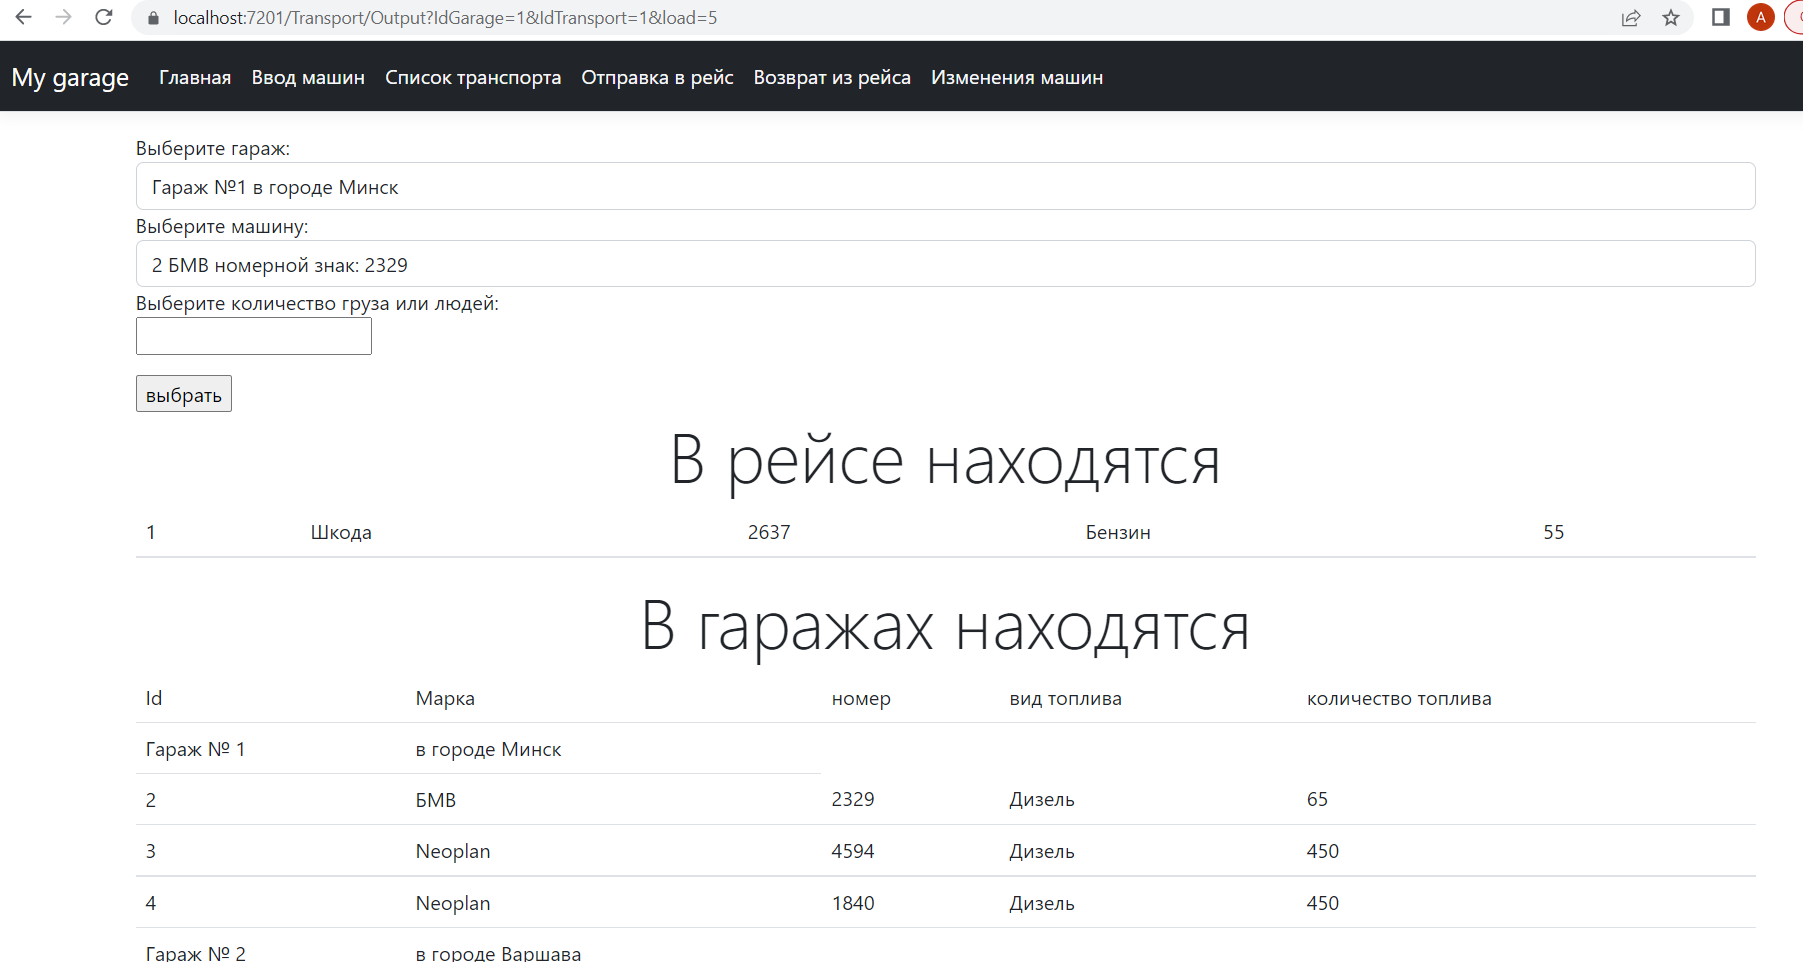 localhost:7201/Transport/Output?IdGarage=1&IdTransport=1&load=5
A
My garage Главная Ввод машин Список транспорта Отправка в рейс Возврат из рейса Изменения машин
Выберите гараж:
Гараж №1 в городе Минск
Выберите машину:
2 БМВ номерной знак: 2329
Выберите количество груза или людей:
выбрать
В рейсе находятся
1 Шкода 2637 Бензин 55
В гаражах находятся
Id Марка номер вид топлива количество топлива
Гараж № 1 в городе Минск
2 БМВ 2329 Дизель 65
3 Neoplan 4594 Дизель 450
4 Neoplan 1840 Дизель 450
Гараж № 2 в городе Варшава